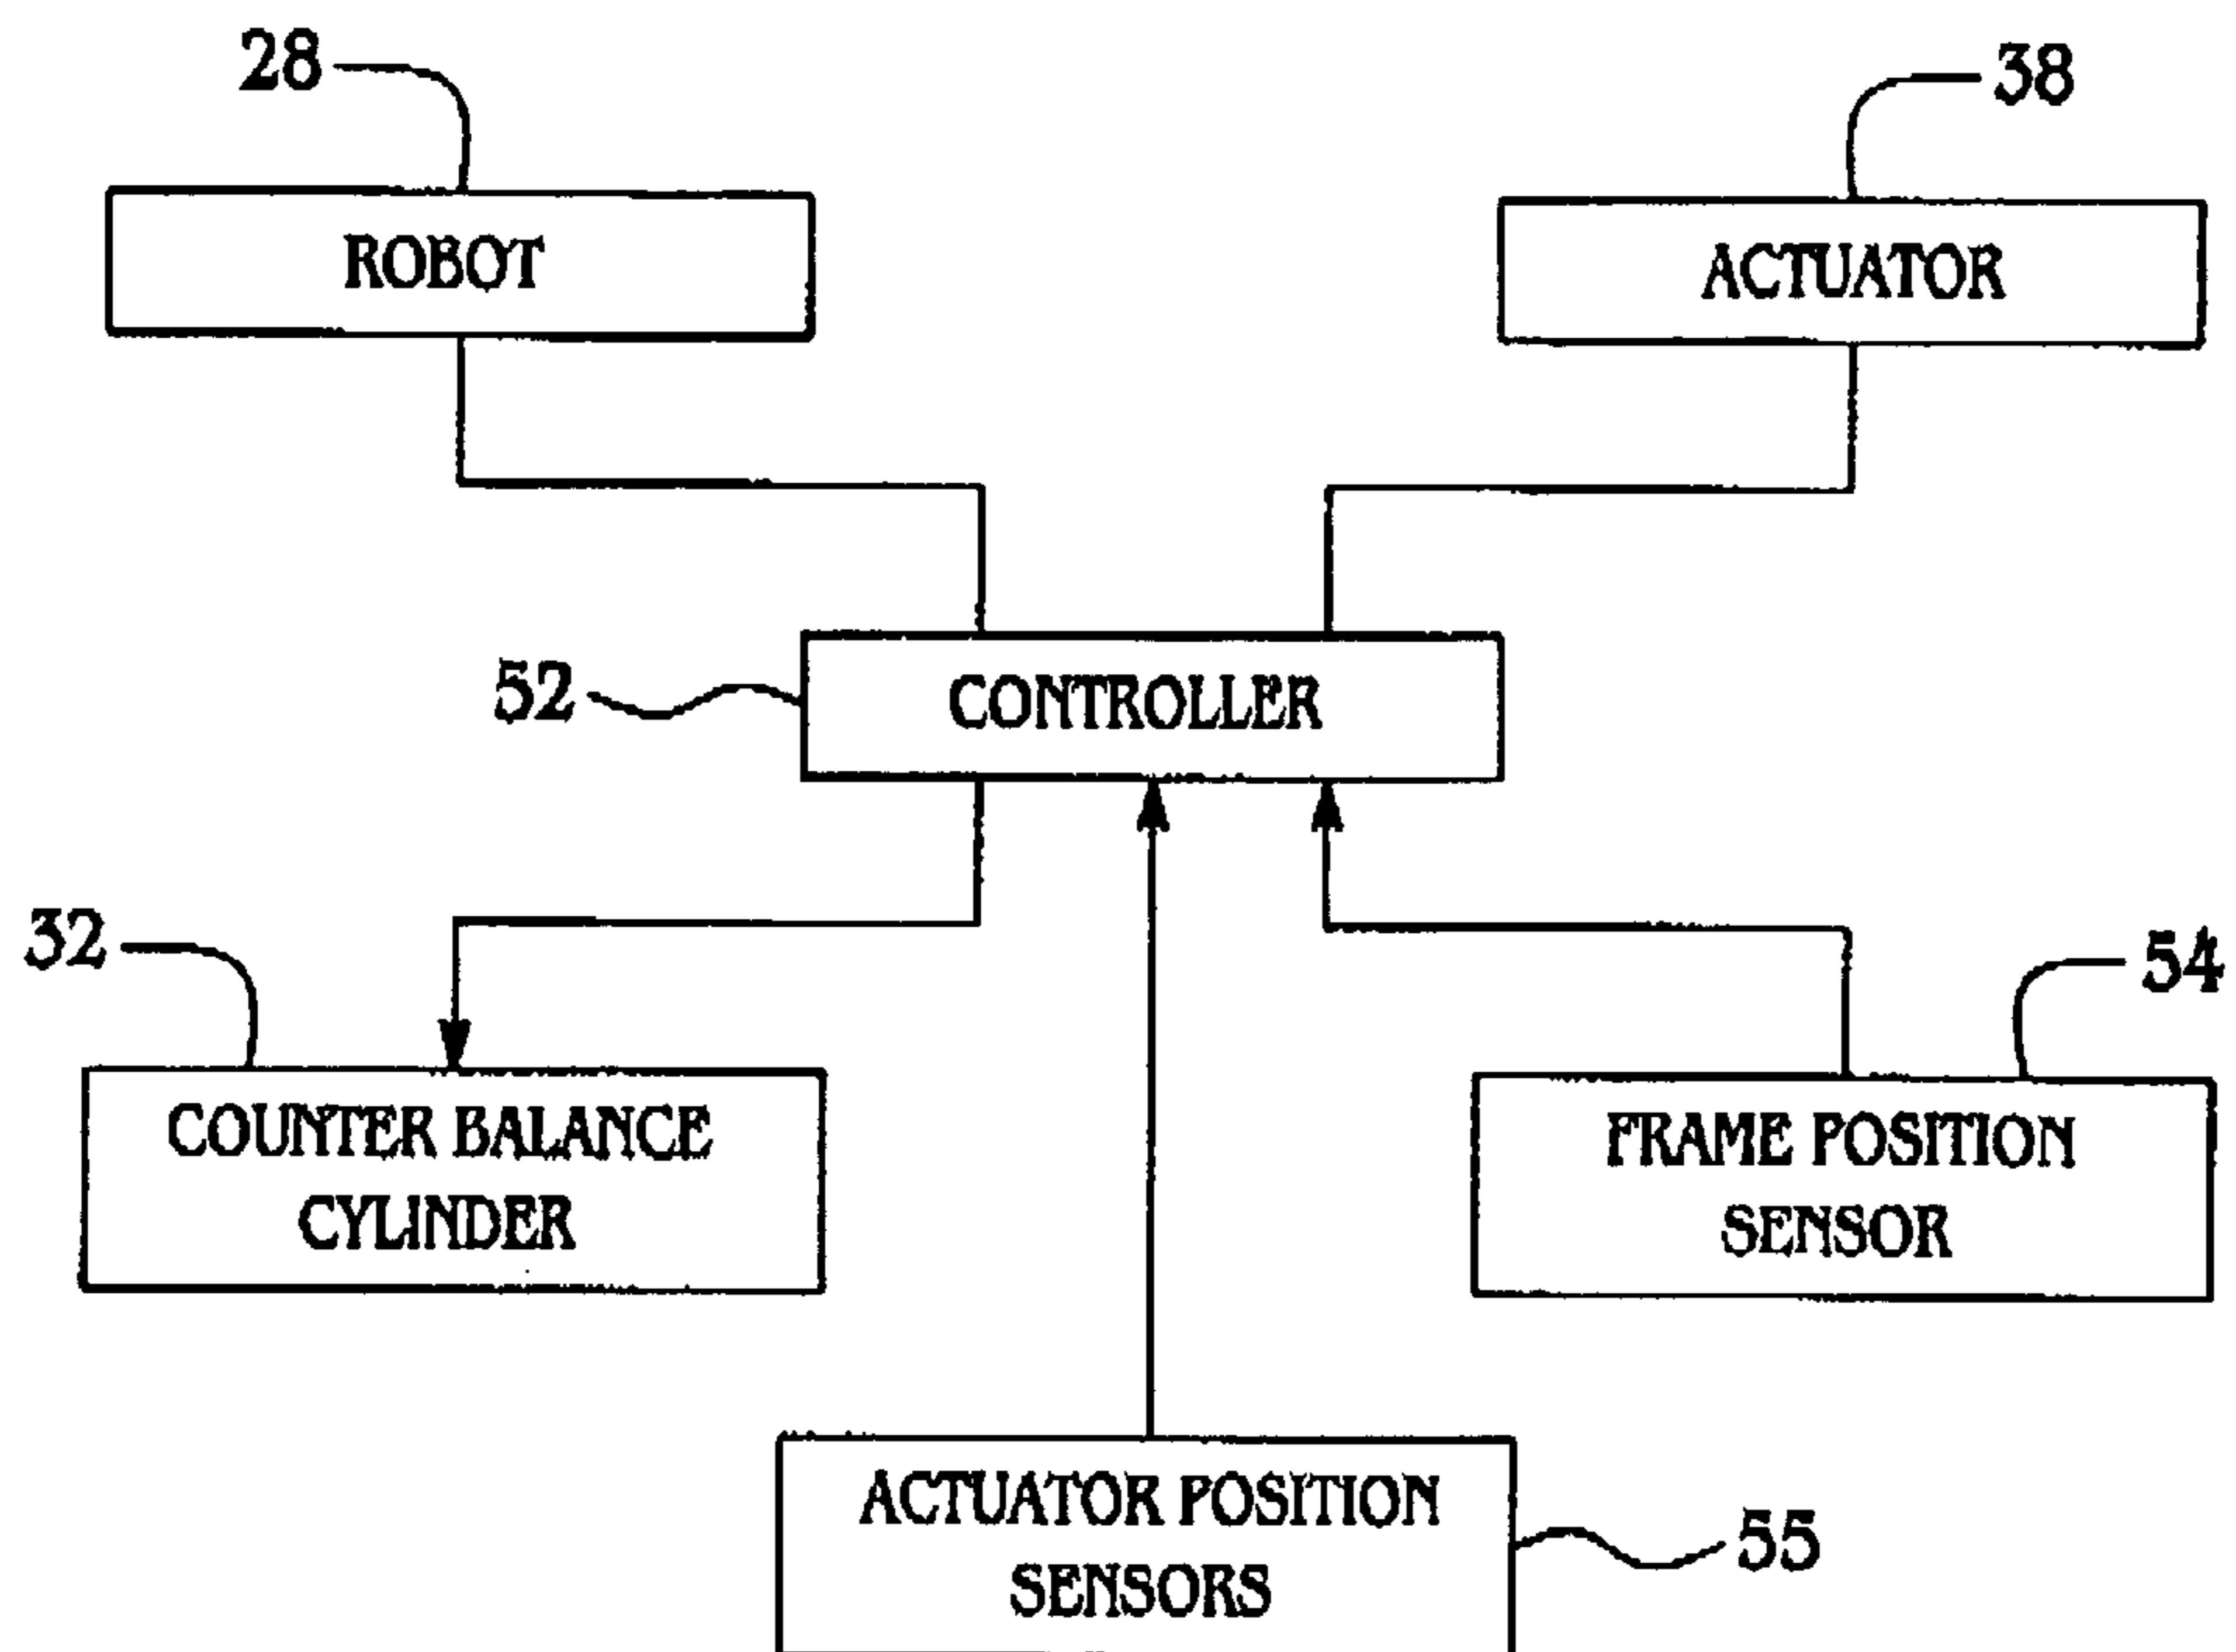 28
38
ROBOT
ACTUATOR
52
CONTROLLER
32
54
COUNTER BALANCE
CYLINDER
FRAME POSITION
SENSOR
ACTUATOR POSITION
SENSORS
55